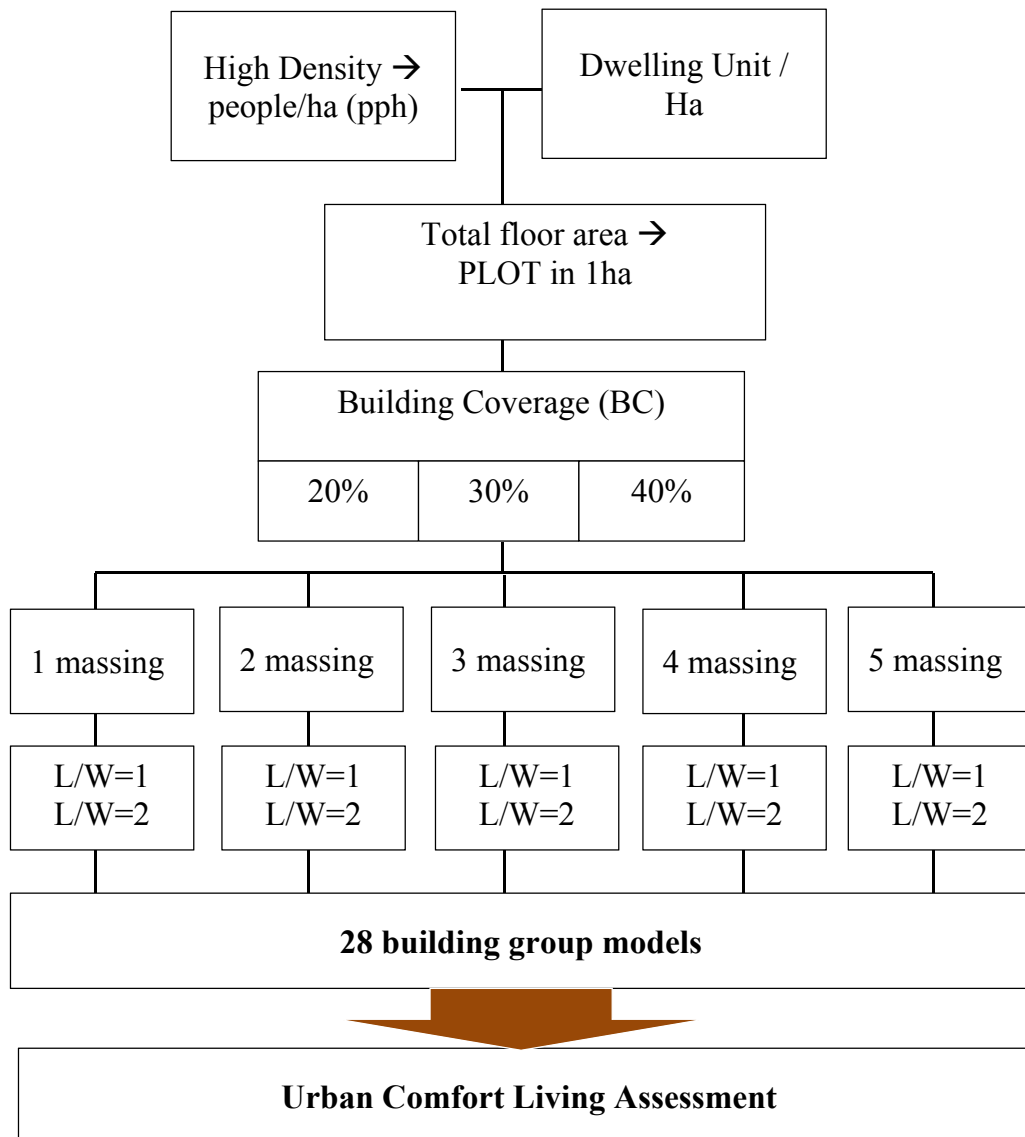 High Density →
people/ha (pph)
Dwelling Unit /
Ha
Total floor area →
PLOT in 1ha
Building Coverage (BC)
20%
30%
40%
1 massing
2 massing
3 massing
4 massing
5 massing
L/W=1
L/W=2
L/W=1
L/W=2
L/W=1
L/W=2
L/W=1
L/W=2
L/W=1
L/W=2
28 building group models
Urban Comfort Living Assessment